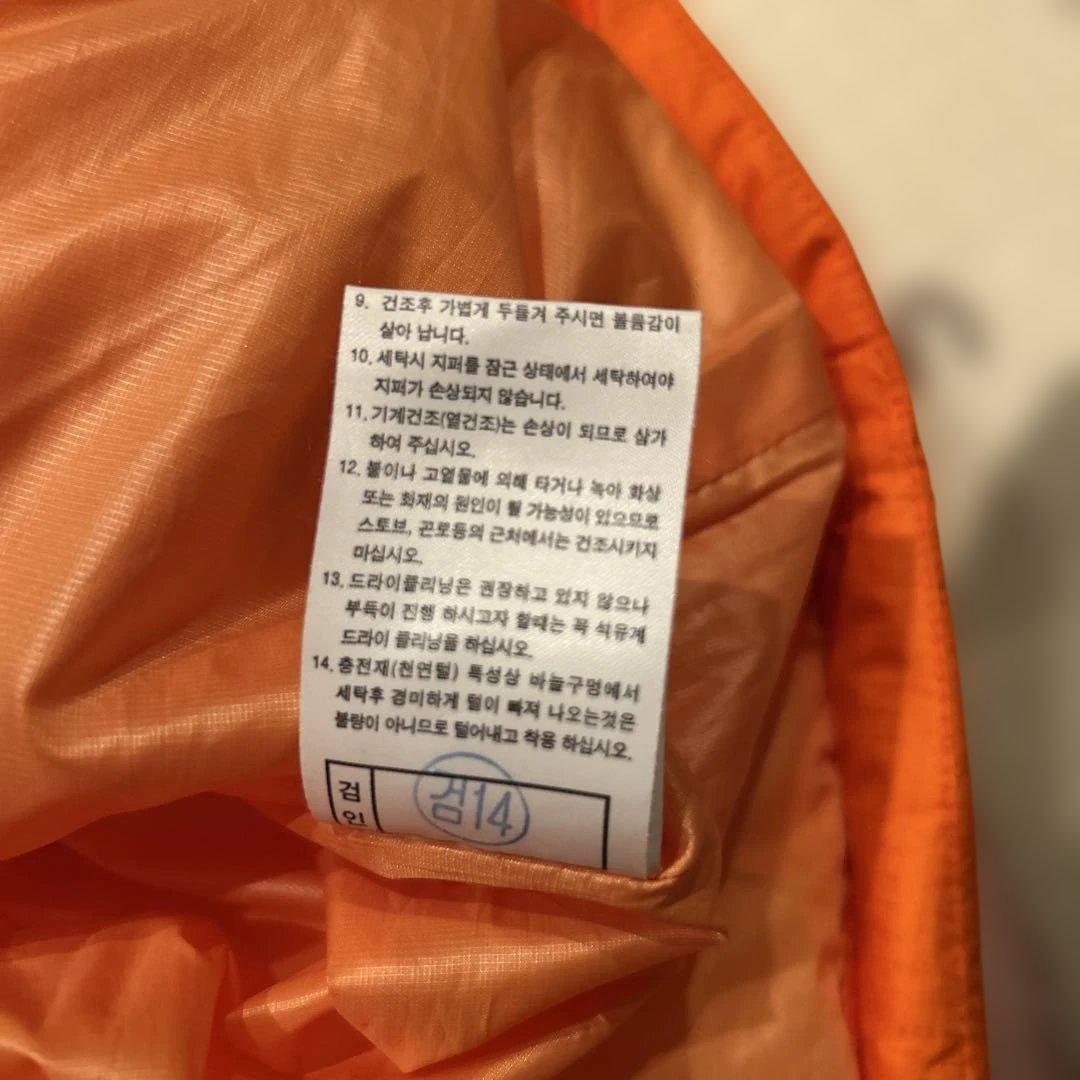 9. 건조후 가볍게 두들겨 주시면 볼륨감이
살아 납니다.
10. 세탁시 지퍼를 잠근 상태에서 세탁하여야
지퍼가 손상되지 않습니다.
11. 기계건조(열건조)는 손상이 되므로 삼가
하여 주십시오.
12. 불이나 고열물에 의해 타거나 녹아 화상
또는 화재의 원인이 될 가능성이 있으므로
스토브, 곤로등의 근처에서는 건조시키지
마십시오.
13. 드라이클리닝은 권장하고 있지 않으나
부득이 진행 하시고자 할때는 꼭 석유계
드라이 클리닝을 하십시오.
14. 충전재(천연털) 특성상 바늘구멍에서
세탁후 경미하게 털이 빠져 나오는것은
불량이 아니므로 털어내고 착용 하십시오.
검인
검14